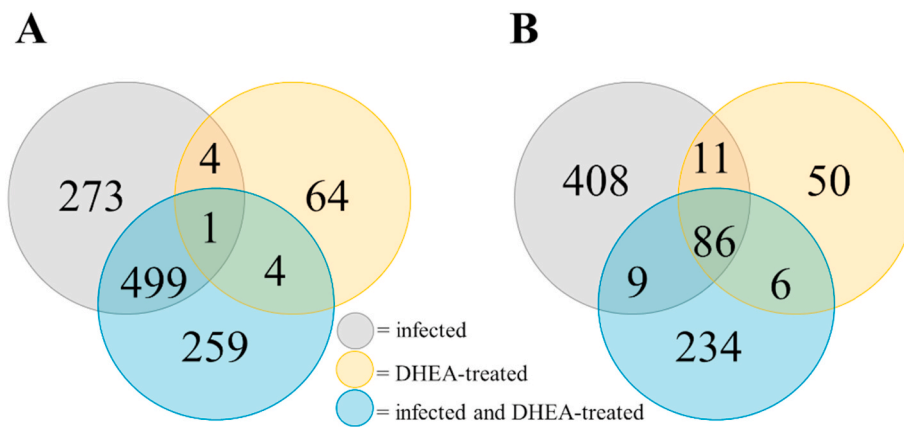 A
B
273
4
64
1
499
4
259
408
11
50
86
9
6
234
= infected
= DHEA-treated
= infected and DHEA-treated